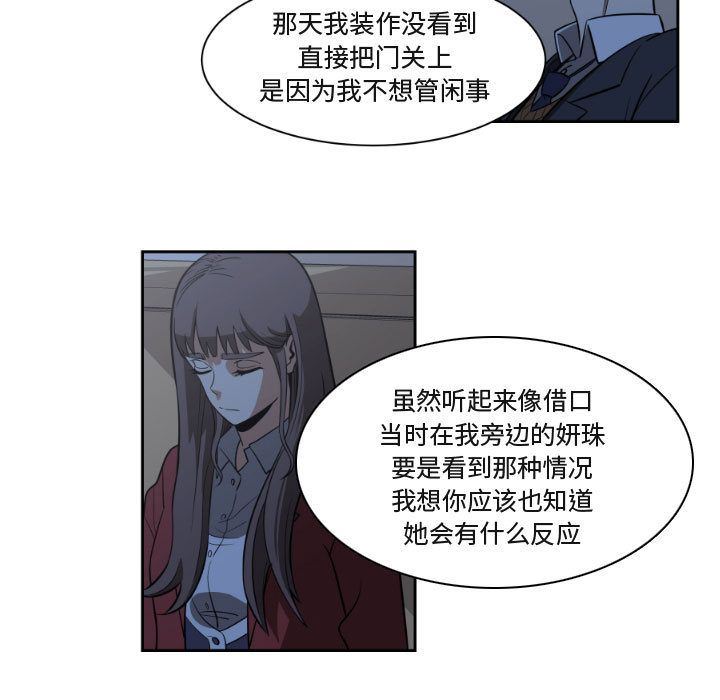 那天我装作没看到
直接把门关上
是因为我不想管闲事
虽然听起来像借口
当时在我旁边的妍珠
要是看到那种情况
我想你应该也知道
她会有什么反应